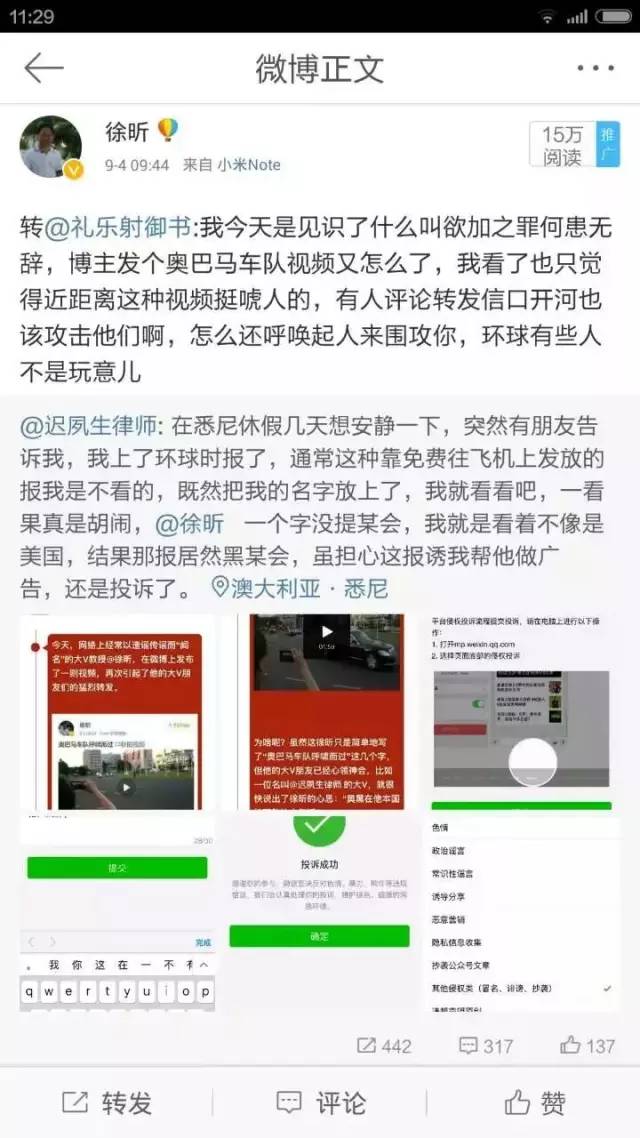 11:29
微博正文
徐昕
9-4 09:44 来自 小米Note
15万
阅读
推广
转@礼乐射御书:我今天是见识了什么叫欲加之罪何患无
辞，博主发个奥巴马车队视频又怎么了，我看了也只觉
得近距离这种视频挺唬人的，有人评论转发信口开河也
该攻击他们啊，怎么还呼唤起人来围攻你，环球有些人
不是玩意儿
@迟夙生律师: 在悉尼休假几天想安静一下，突然有朋友告
诉我，我上了环球时报了，通常这种靠免费往飞机上发放的
报我是不看的，既然把我的名字放上了，我就看看吧，一看
果真是胡闹，@徐昕 一个字没提某会，我就是看着不像是
美国，结果那报居然黑某会，虽担心这报诱我帮他做广
告，还是投诉了。 澳大利亚·悉尼
今天，网络上经常以造谣传谣而“闻
名”的大V教授@徐昕，在微博上发布
了一则视频，再次引起了他的大V朋
友们的猛烈转发。
徐昕
奥巴马车队呼啸而过
01:59
为啥呢？虽然这徐昕只是简单地写
了“奥巴马车队呼啸而过”这几个字，
但他的大V朋友已经心领神会，比如
一位名叫@迟夙生律师 的大V，就很
快说出了徐昕的心思：“奥黑在他本国
平台侵权投诉流程提交投诉，请在电脑上进行以下操
作：
1. 打开mp.weixin.qq.com
2. 选择页面底部的侵权投诉
28/50
提交
完成
。 我 你 这 在 一 不 有
q w e r t y u i o p
投诉成功
确定
色情
政治谣言
常识性谣言
诱导分享
恶意营销
隐私信息收集
抄袭公众号文章
其他侵权类（冒名、诽谤、抄袭）
442
317
137
转发
评论
赞